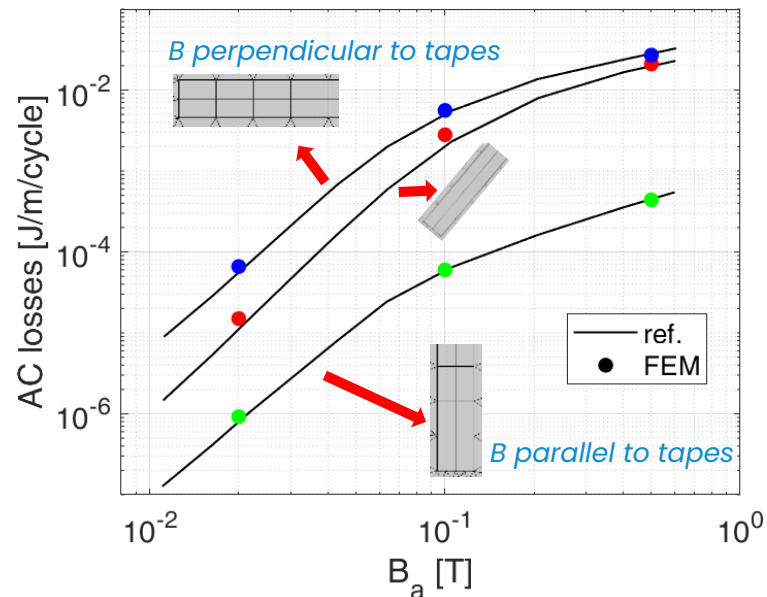 B perpendicular to tapes
AC losses [J/m/cycle]
10^-2
10^-4
10^-6
ref.
FEM
B parallel to tapes
10^-2
10^-1
10^0
B_a [T]